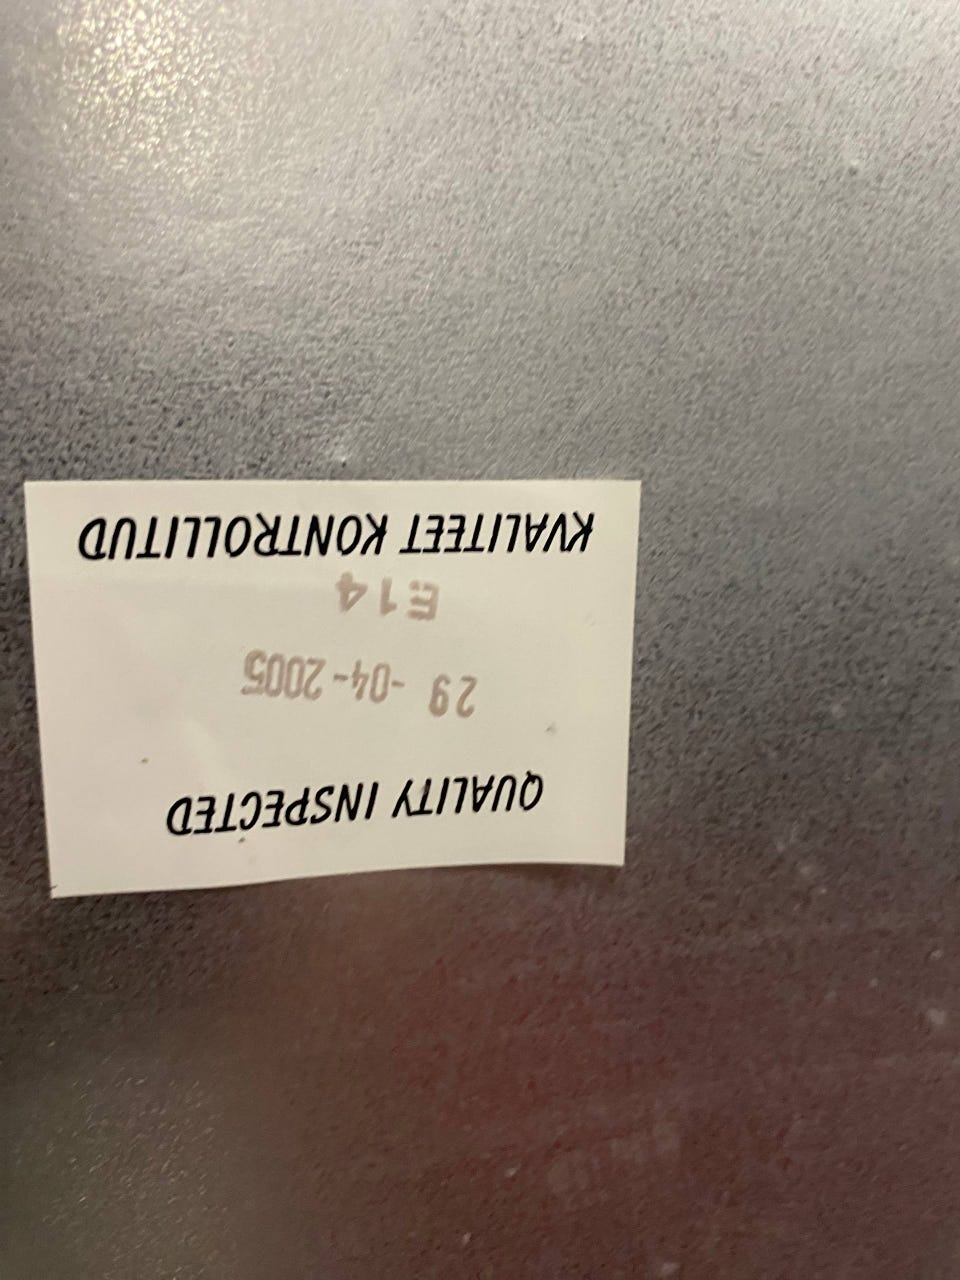 QUALITY INSPECTED
29 -04-2005
E14
KVALITEET KONTROLLITUD